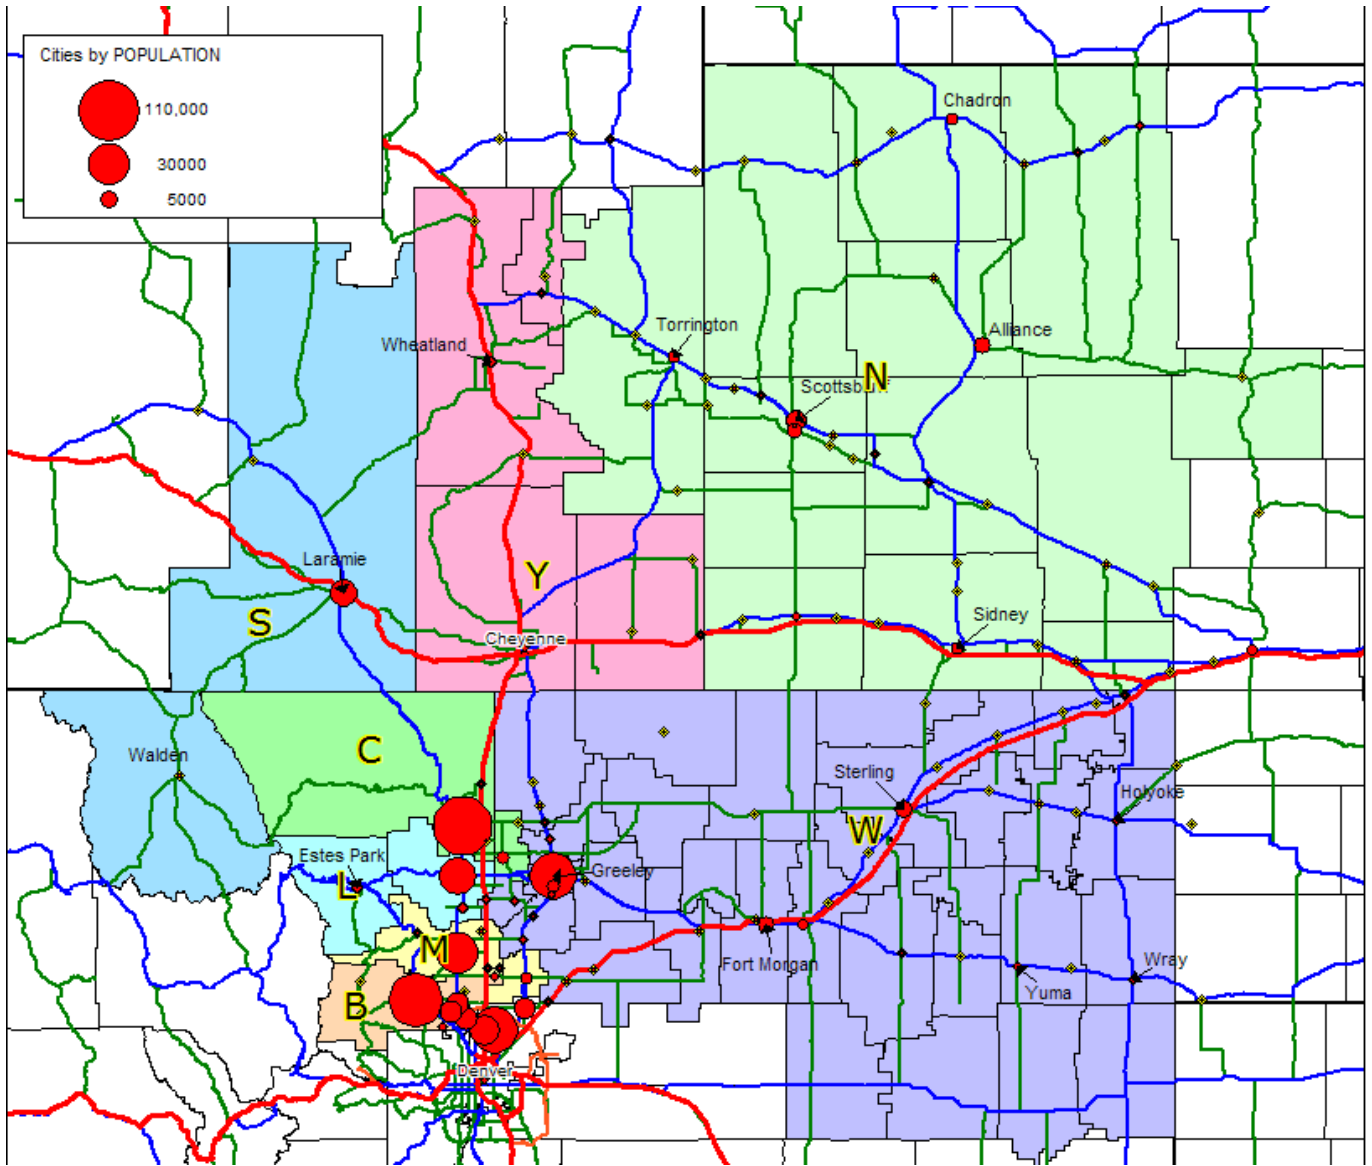 Cities by POPULATION
110,000
30000
5000
Chadron
Torrington
Alliance
Wheatland
N
Laramie
Y
S
Sidney
Cheyenne
C
Walden
Sterling
Holyoke
W
Estes Park
Greeley
L
M
Wray
Fort Morgan
Yuma
B
Denver